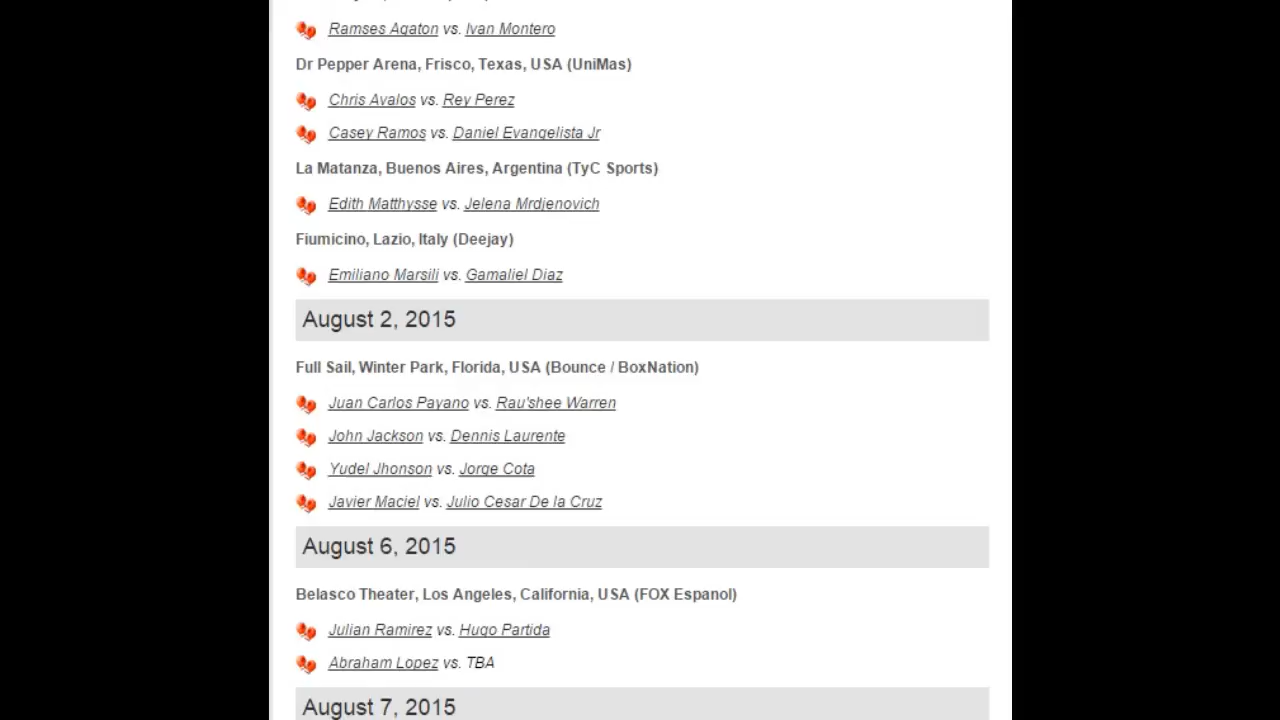 Ramses Agaton vs. Ivan Montero
Dr Pepper Arena, Frisco, Texas, USA (UniMas)
Chris Avalos vs. Rey Perez
Casey Ramos vs. Daniel Evangelista Jr
La Matanza, Buenos Aires, Argentina (TyC Sports)
Edith Matthysse vs. Jelena Mrdjenovich
Fiumicino, Lazio, Italy (Deejay)
Emiliano Marsili vs. Gamaliel Diaz
August 2, 2015
Full Sail, Winter Park, Florida, USA (Bounce / BoxNation)
Juan Carlos Payano vs. Rau'shee Warren
John Jackson vs. Dennis Laurente
Yudel Jhonson vs. Jorge Cota
Javier Maciel vs. Julio Cesar De la Cruz
August 6, 2015
Belasco Theater, Los Angeles, California, USA (FOX Espanol)
Julian Ramirez vs. Hugo Partida
Abraham Lopez vs. TBA
August 7, 2015